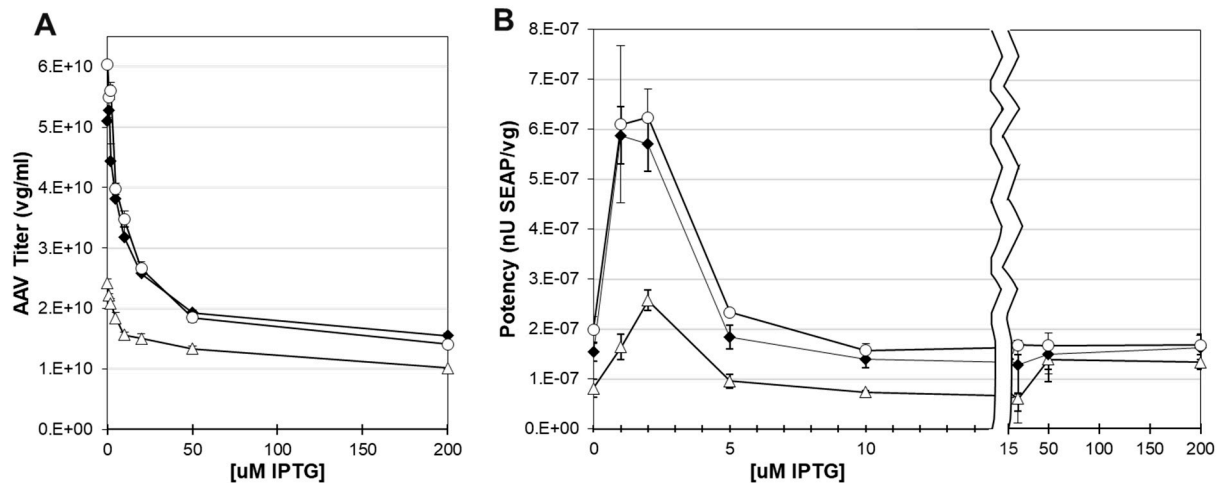 A
AAV Titer (vg/ml)
6.E+10
5.E+10
4.E+10
3.E+10
2.E+10
1.E+10
0.E+00
0 50 100 150 200
[uM IPTG]
B
Potency (nU SEAP/vg)
8.E-07
7.E-07
6.E-07
5.E-07
4.E-07
3.E-07
2.E-07
1.E-07
0.E+00
0 5 10 15 50 100 150 200
[uM IPTG]